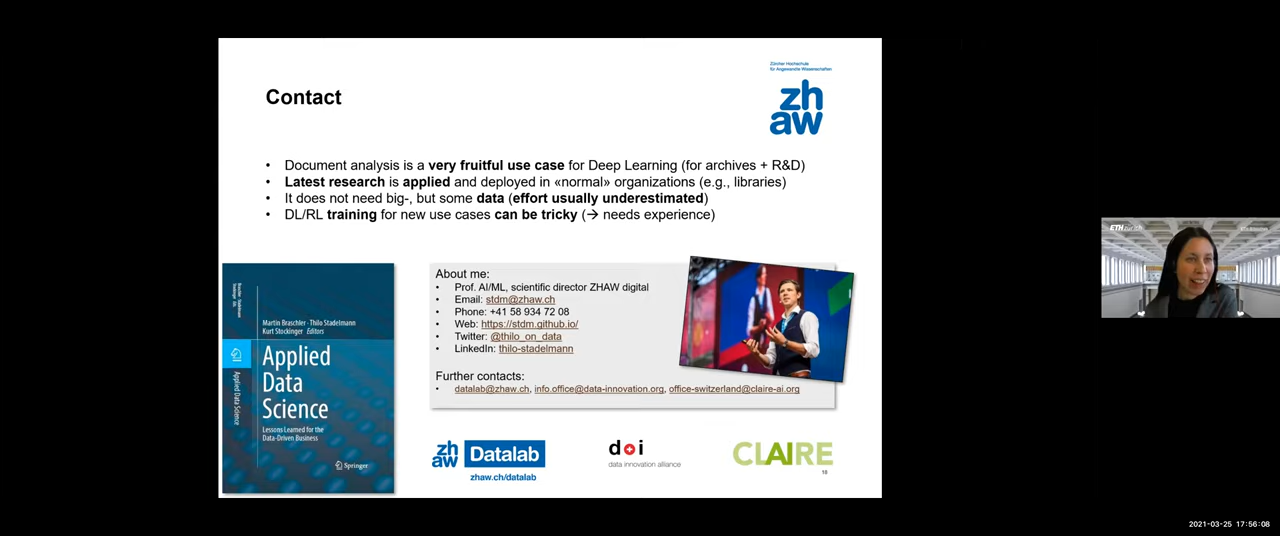 Zürcher Hochschule
für Angewandte Wissenschaften
zh
aw
Contact
• Document analysis is a very fruitful use case for Deep Learning (for archives + R&D)
• Latest research is applied and deployed in «normal» organizations (e.g., libraries)
• It does not need big-, but some data (effort usually underestimated)
• DL/RL training for new use cases can be tricky (→ needs experience)
Martin Braschler · Thilo Stadelmann
Kurt Stockinger Editors
Applied
Data
Science
Lessons Learned for the
Data-Driven Business
Springer
Applied Data Science
About me:
• Prof. AI/ML, scientific director ZHAW digital
• Email: stdm@zhaw.ch
• Phone: +41 58 934 72 08
• Web: https://stdm.github.io/
• Twitter: @thilo_on_data
• LinkedIn: thilo-stadelmann
Further contacts:
• datalab@zhaw.ch, info.office@data-innovation.org, office-switzerland@claire-ai.org
zh
aw Datalab
zhaw.ch/datalab
d i
data innovation alliance
CLAIRE
18
ETH zürich
2021-03-25 17:56:08